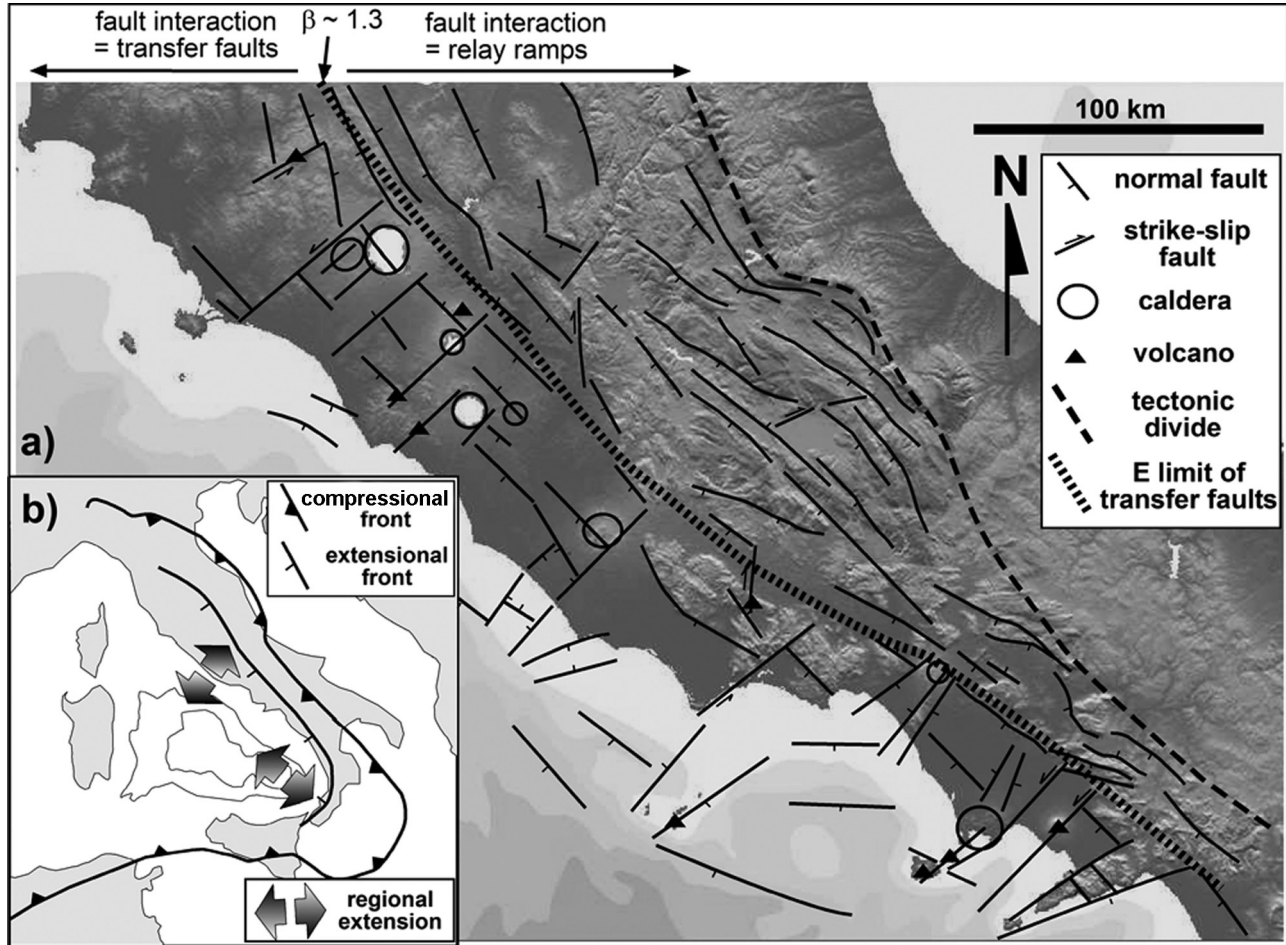 fault interaction
= transfer faults
β ~ 1.3
fault interaction
= relay ramps
100 km
N
normal fault
strike-slip
fault
caldera
volcano
tectonic
divide
E limit of
transfer faults
a)
b)
compressional
front
extensional
front
regional
extension